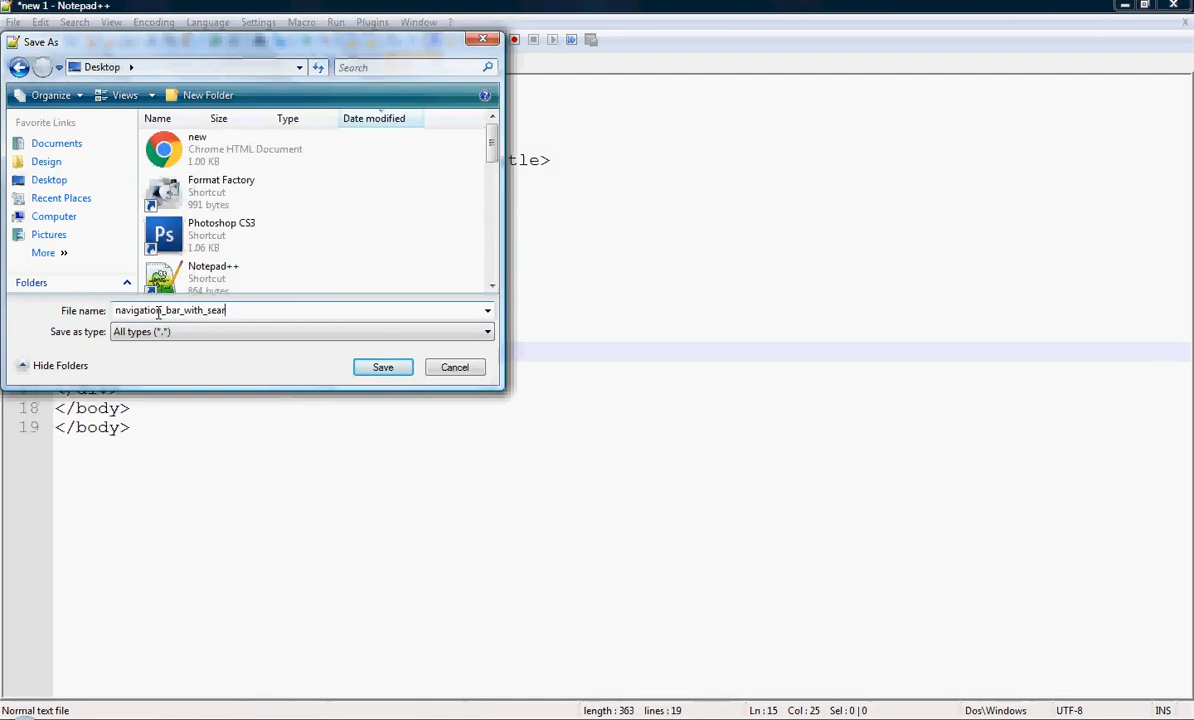 *new 1 - Notepad++
File Edit Search View Encoding Language Settings Macro Run Plugins Window ? X
Save As
Desktop
Search
Organize Views New Folder
Favorite Links
Documents
Design
Desktop
Recent Places
Computer
Pictures
More »
Folders
Name Size Type Date modified
new
Chrome HTML Document
1.00 KB
Format Factory
Shortcut
991 bytes
Photoshop CS3
Shortcut
1.06 KB
Notepad++
Shortcut
864 bytes
File name: navigation_bar_with_sear
Save as type: All types (*.*)
Hide Folders
Save Cancel
tle>
</div>
18 </body>
19 </body>
Normal text file length : 363 lines : 19 Ln : 15 Col : 25 Sel : 0 | 0 Dos\Windows UTF-8 INS